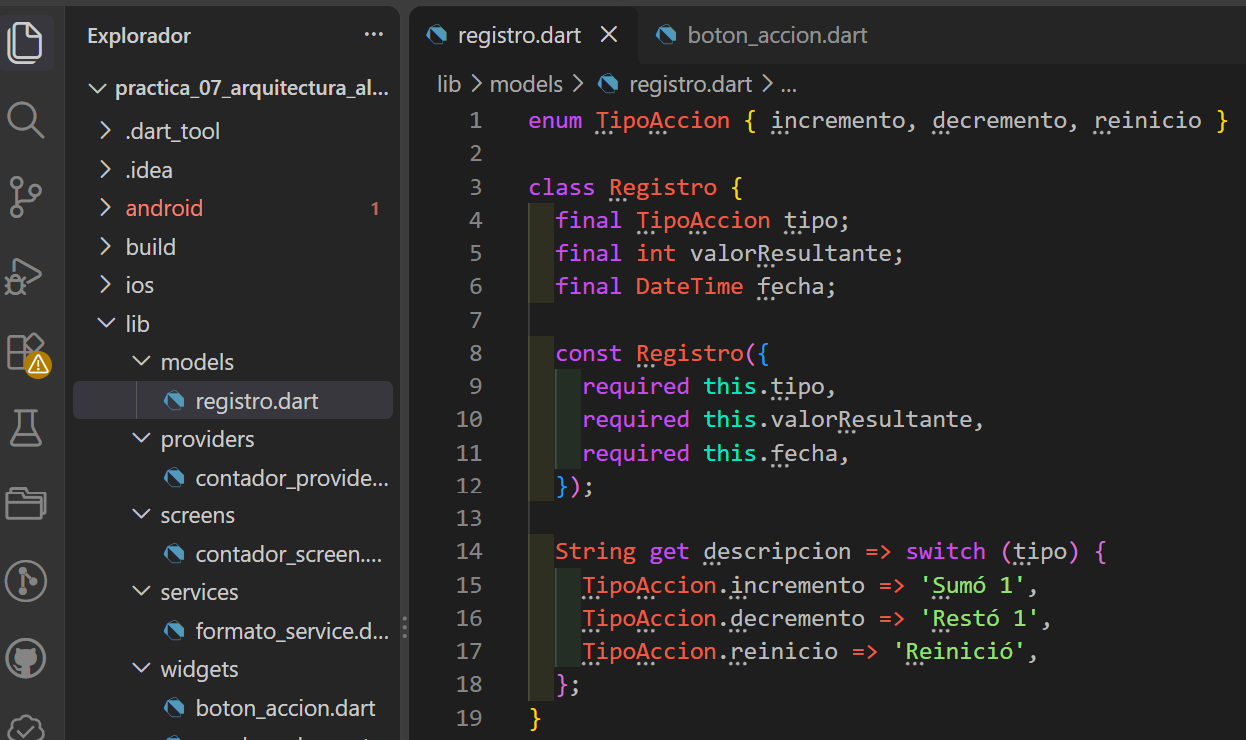 Explorador
practica_07_arquitectura_al...
.dart_tool
.idea
android 1
build
ios
lib
models
registro.dart
providers
contador_provide...
screens
contador_screen....
services
formato_service.d...
widgets
boton_accion.dart
registro.dart
boton_accion.dart
lib > models > registro.dart > ...
1 enum TipoAccion { incremento, decremento, reinicio }
2
3 class Registro {
4 final TipoAccion tipo;
5 final int valorResultante;
6 final DateTime fecha;
7
8 const Registro({
9 required this.tipo,
10 required this.valorResultante,
11 required this.fecha,
12 });
13
14 String get descripcion => switch (tipo) {
15 TipoAccion.incremento => 'Sumó 1',
16 TipoAccion.decremento => 'Restó 1',
17 TipoAccion.reinicio => 'Reinició',
18 };
19 }